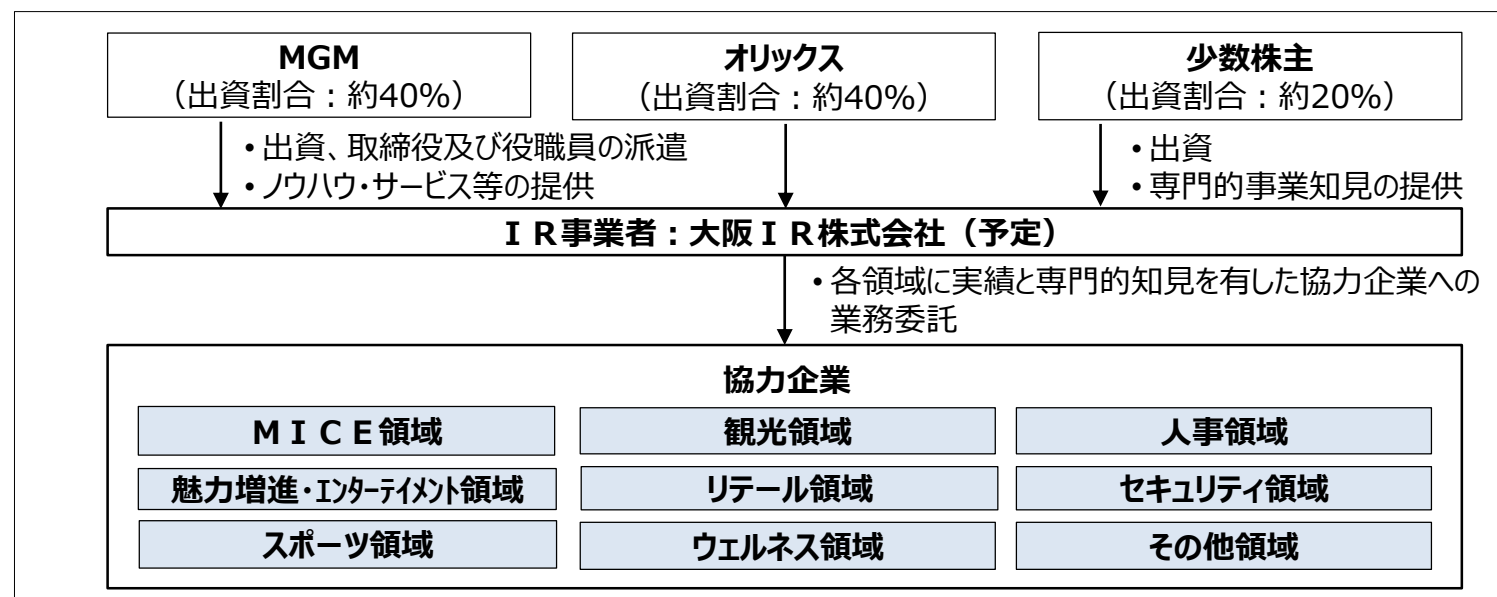 MGM
（出資割合：約40%）
オリックス
（出資割合：約40%）
少数株主
（出資割合：約20%）
• 出資、取締役及び役職員の派遣
• ノウハウ・サービス等の提供
• 出資
• 専門的事業知見の提供
ＩＲ事業者：大阪ＩＲ株式会社（予定）
• 各領域に実績と専門的知見を有した協力企業への
業務委託
協力企業
ＭＩＣＥ領域
観光領域
人事領域
魅力増進・ｴﾝﾀｰﾃｲﾒﾝﾄ領域
リテール領域
セキュリティ領域
スポーツ領域
ウェルネス領域
その他領域